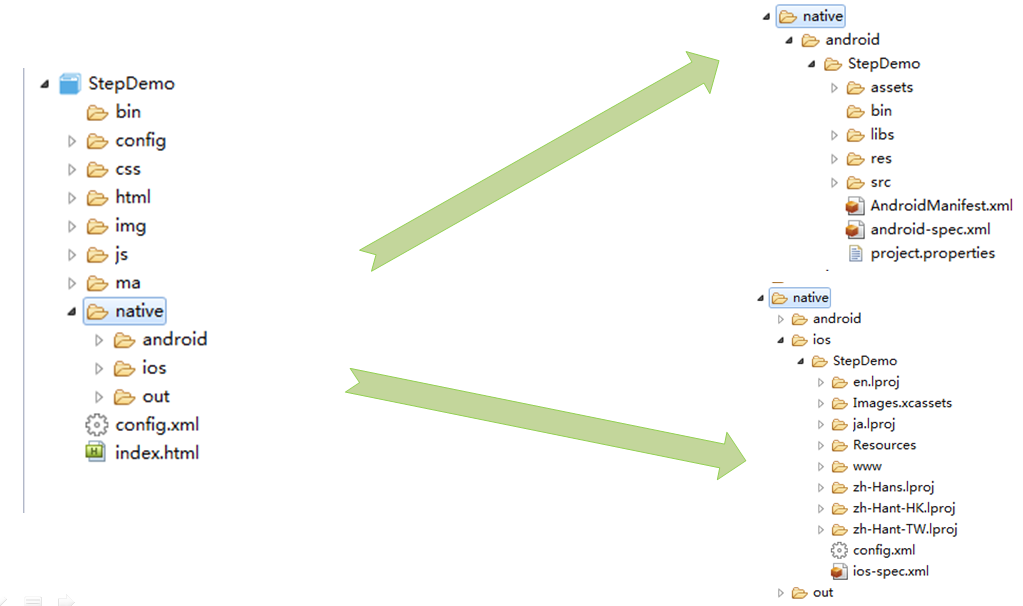 StepDemo
bin
config
css
html
img
js
ma
native
android
ios
out
config.xml
index.html
native
android
StepDemo
assets
bin
libs
res
src
AndroidManifest.xml
android-spec.xml
project.properties
native
android
ios
StepDemo
en.lproj
Images.xcassets
ja.lproj
Resources
www
zh-Hans.lproj
zh-Hant-HK.lproj
zh-Hant-TW.lproj
config.xml
ios-spec.xml
out